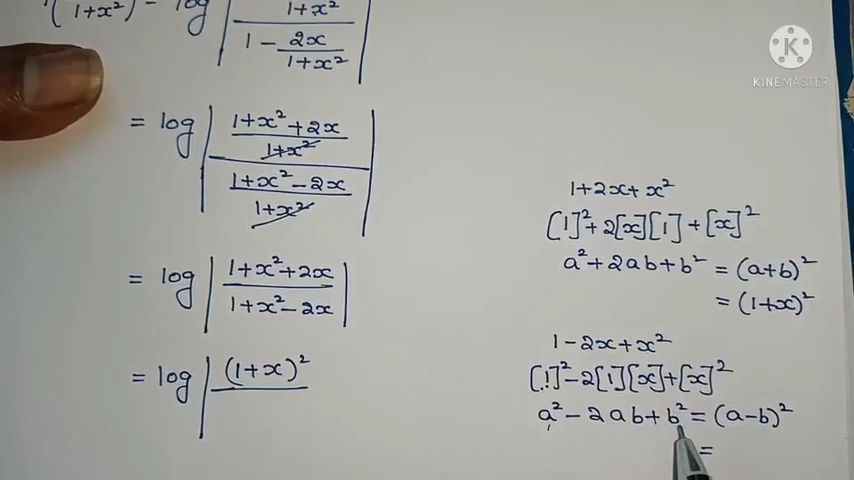 (1+x²) - log | 1+x²
1 - 2x
1+x² |
= log | 1+x²+2x
1+x²
1+x²-2x
1+x² |
= log | 1+x²+2x
1+x²-2x |
= log | (1+x)²
1+2x+x²
[1]²+2[x][1]+[x]²
a²+2ab+b² = (a+b)²
= (1+x)²
1-2x+x²
[1]²-2[1][x]+[x]²
a²-2ab+b² = (a-b)²
=
K
KINEMASTER